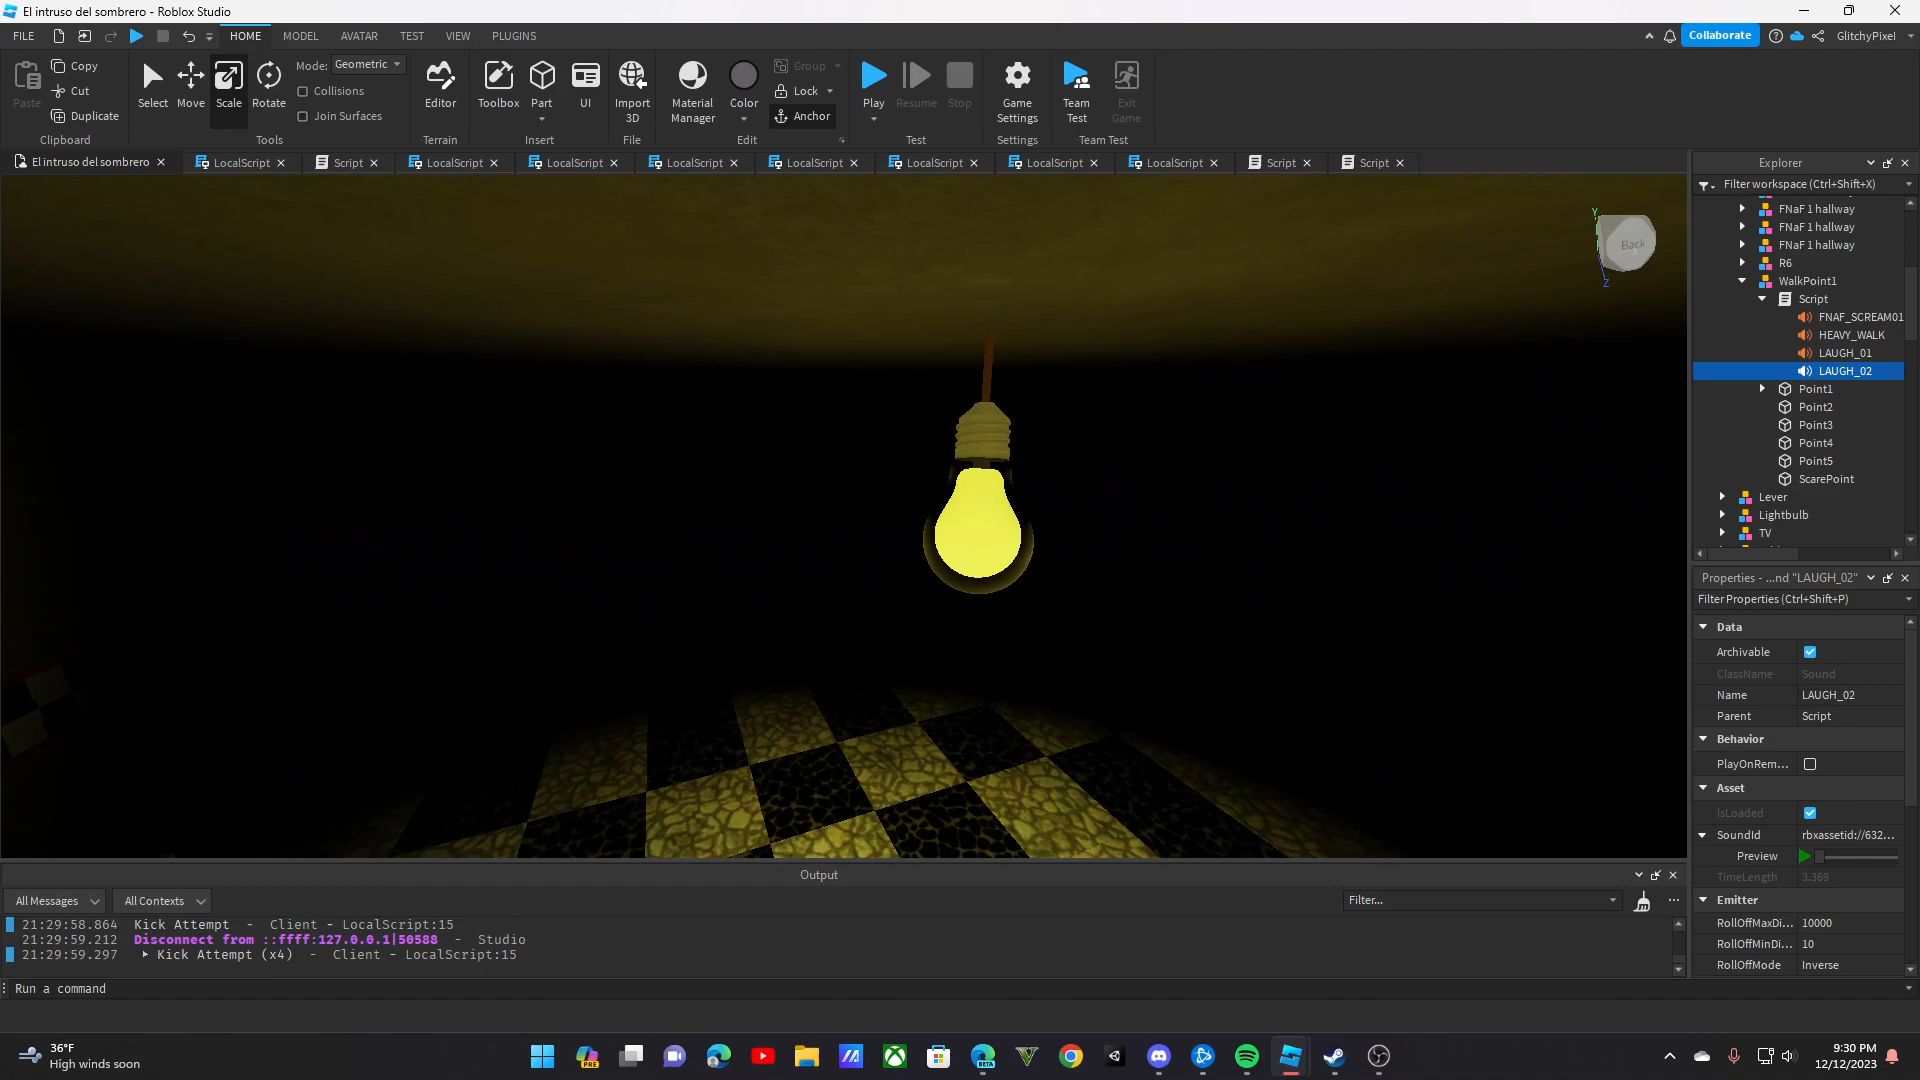 El intruso del sombrero - Roblox Studio
FILE HOME MODEL AVATAR TEST VIEW PLUGINS Collaborate GlitchyPixel
Paste Copy Cut Duplicate Clipboard
Select Move Scale Rotate Mode: Geometric Collisions Join Surfaces Tools
Editor Terrain
Toolbox Part UI Insert
Import 3D File
Material Manager Color Group Lock Anchor Edit
Play Resume Stop Test
Game Settings Settings
Team Test Exit Game Team Test
El intruso del sombrero LocalScript Script LocalScript LocalScript LocalScript LocalScript LocalScript LocalScript LocalScript Script Script
Back
Y
Z
Explorer
Filter workspace (Ctrl+Shift+X)
FNaF 1 hallway
FNaF 1 hallway
FNaF 1 hallway
R6
WalkPoint1
Script
FNAF_SCREAM01
HEAVY_WALK
LAUGH_01
LAUGH_02
Point1
Point2
Point3
Point4
Point5
ScarePoint
Lever
Lightbulb
TV
Properties - ...nd "LAUGH_02"
Filter Properties (Ctrl+Shift+P)
Data
Archivable
ClassName Sound
Name LAUGH_02
Parent Script
Behavior
PlayOnRem...
Asset
IsLoaded
SoundId rbxassetid://632...
Preview
TimeLength 3.369
Emitter
RollOffMaxDi... 10000
RollOffMinDi... 10
RollOffMode Inverse
Output
All Messages All Contexts Filter...
21:29:58.864 Kick Attempt - Client - LocalScript:15
21:29:59.212 Disconnect from ::ffff:127.0.0.1|50588 - Studio
21:29:59.297 Kick Attempt (x4) - Client - LocalScript:15
Run a command
36°F
High winds soon
PRE
BETA
9:30 PM
12/12/2023